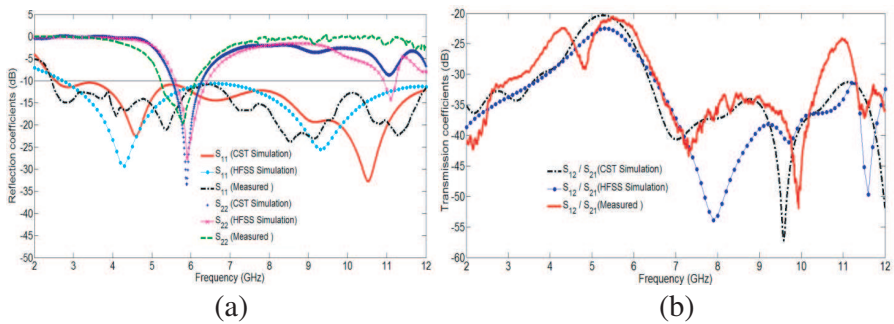 Reflection coefficients (dB)
5
0
-5
-10
-15
-20
-25
-30
-35
-40
-45
-50
S11 (CST Simulation)
S11 (HFSS Simulation)
S11 (Measured )
S22 (CST Simulation)
S22 (HFSS Simulation)
S22 (Measured )
2 3 4 5 6 7 8 9 10 11 12
Frequency (GHz)
(a)
Transmission coefficients (dB)
-20
-25
-30
-35
-40
-45
-50
-55
-60
S12 / S21(CST Simulation)
S12 / S21(HFSS Simulation)
S12 / S21(Measured )
2 3 4 5 6 7 8 9 10 11 12
Frequency (GHz)
(b)